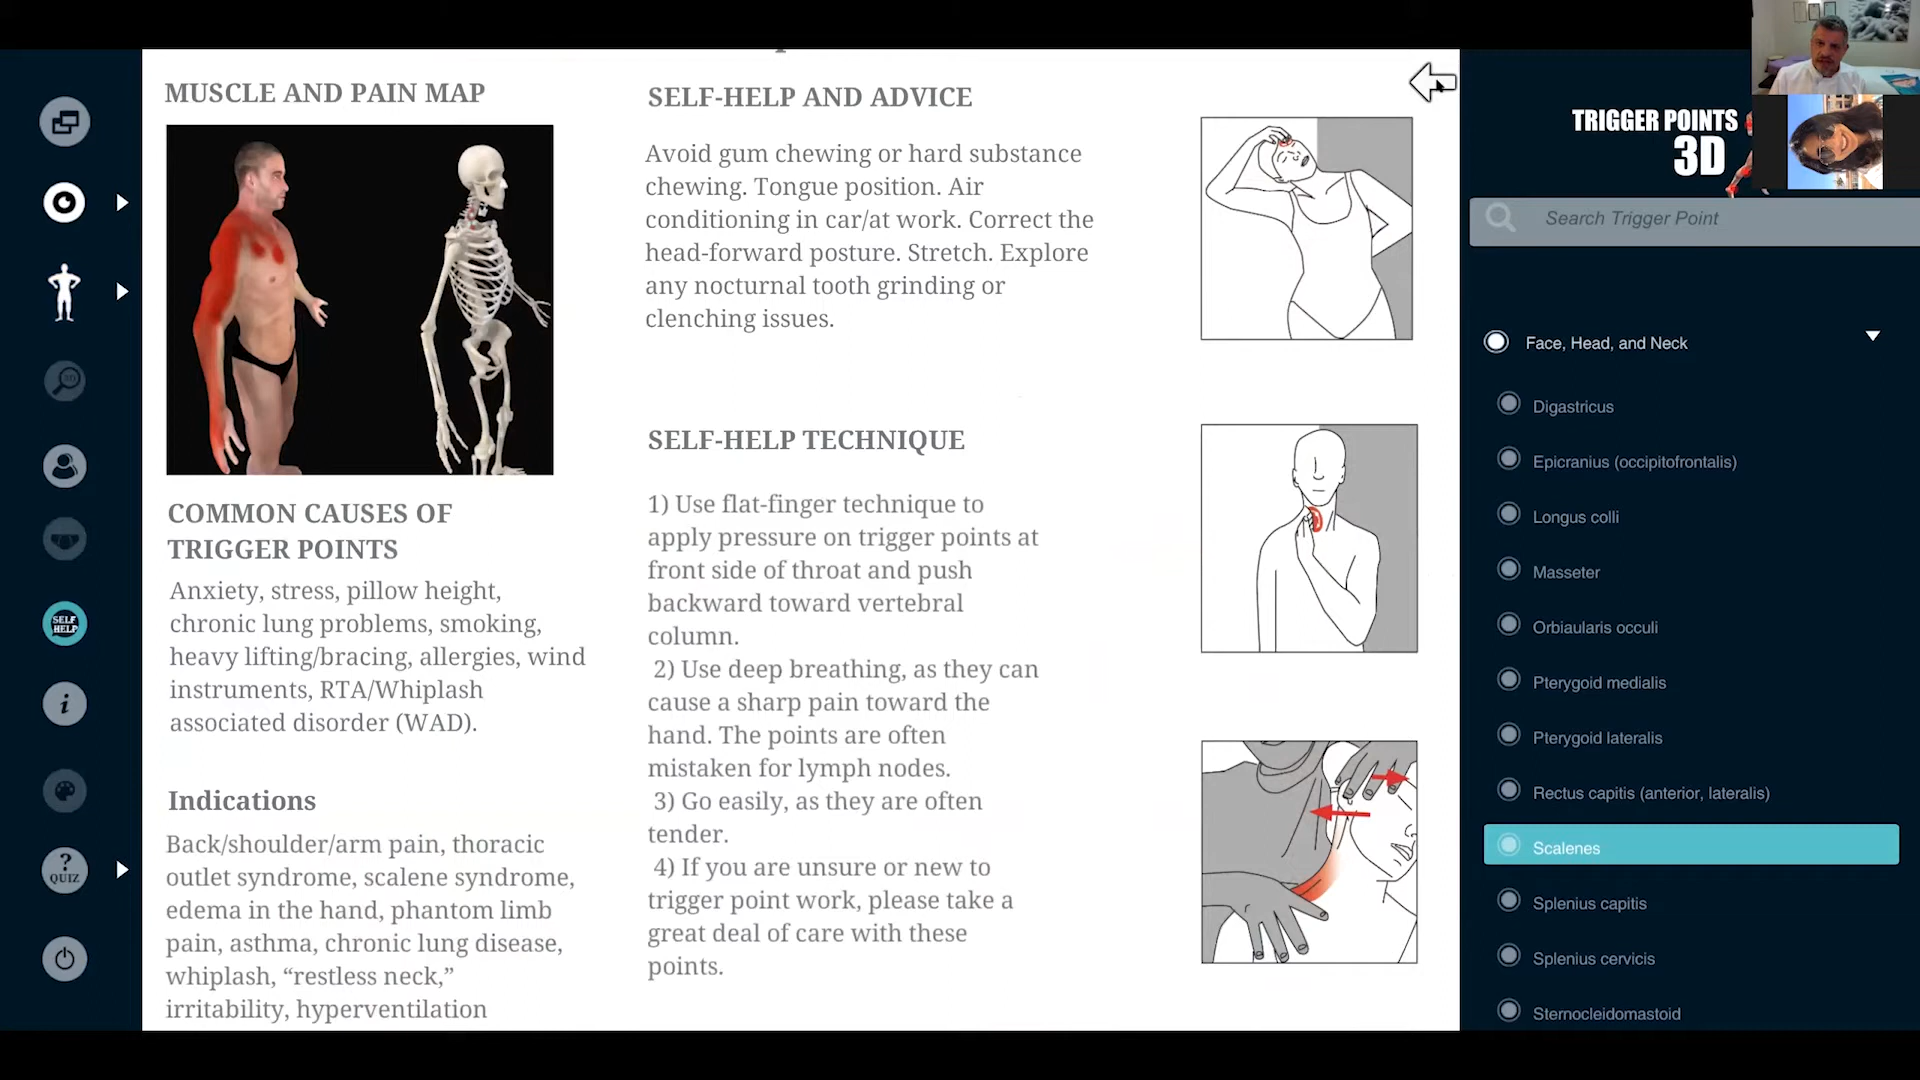 MUSCLE AND PAIN MAP
COMMON CAUSES OF
TRIGGER POINTS
Anxiety, stress, pillow height,
chronic lung problems, smoking,
heavy lifting/bracing, allergies, wind
instruments, RTA/Whiplash
associated disorder (WAD).
Indications
Back/shoulder/arm pain, thoracic
outlet syndrome, scalene syndrome,
edema in the hand, phantom limb
pain, asthma, chronic lung disease,
whiplash, “restless neck,”
irritability, hyperventilation
SELF-HELP AND ADVICE
Avoid gum chewing or hard substance
chewing. Tongue position. Air
conditioning in car/at work. Correct the
head-forward posture. Stretch. Explore
any nocturnal tooth grinding or
clenching issues.
SELF-HELP TECHNIQUE
1) Use flat-finger technique to
apply pressure on trigger points at
front side of throat and push
backward toward vertebral
column.
2) Use deep breathing, as they can
cause a sharp pain toward the
hand. The points are often
mistaken for lymph nodes.
3) Go easily, as they are often
tender.
4) If you are unsure or new to
trigger point work, please take a
great deal of care with these
points.
SELF
HELP
i
?
QUIZ
TRIGGER POINTS
3D
Search Trigger Point
Face, Head, and Neck
Digastricus
Epicranius (occipitofrontalis)
Longus colli
Masseter
Orbiaularis occuli
Pterygoid medialis
Pterygoid lateralis
Rectus capitis (anterior, lateralis)
Scalenes
Splenius capitis
Splenius cervicis
Sternocleidomastoid